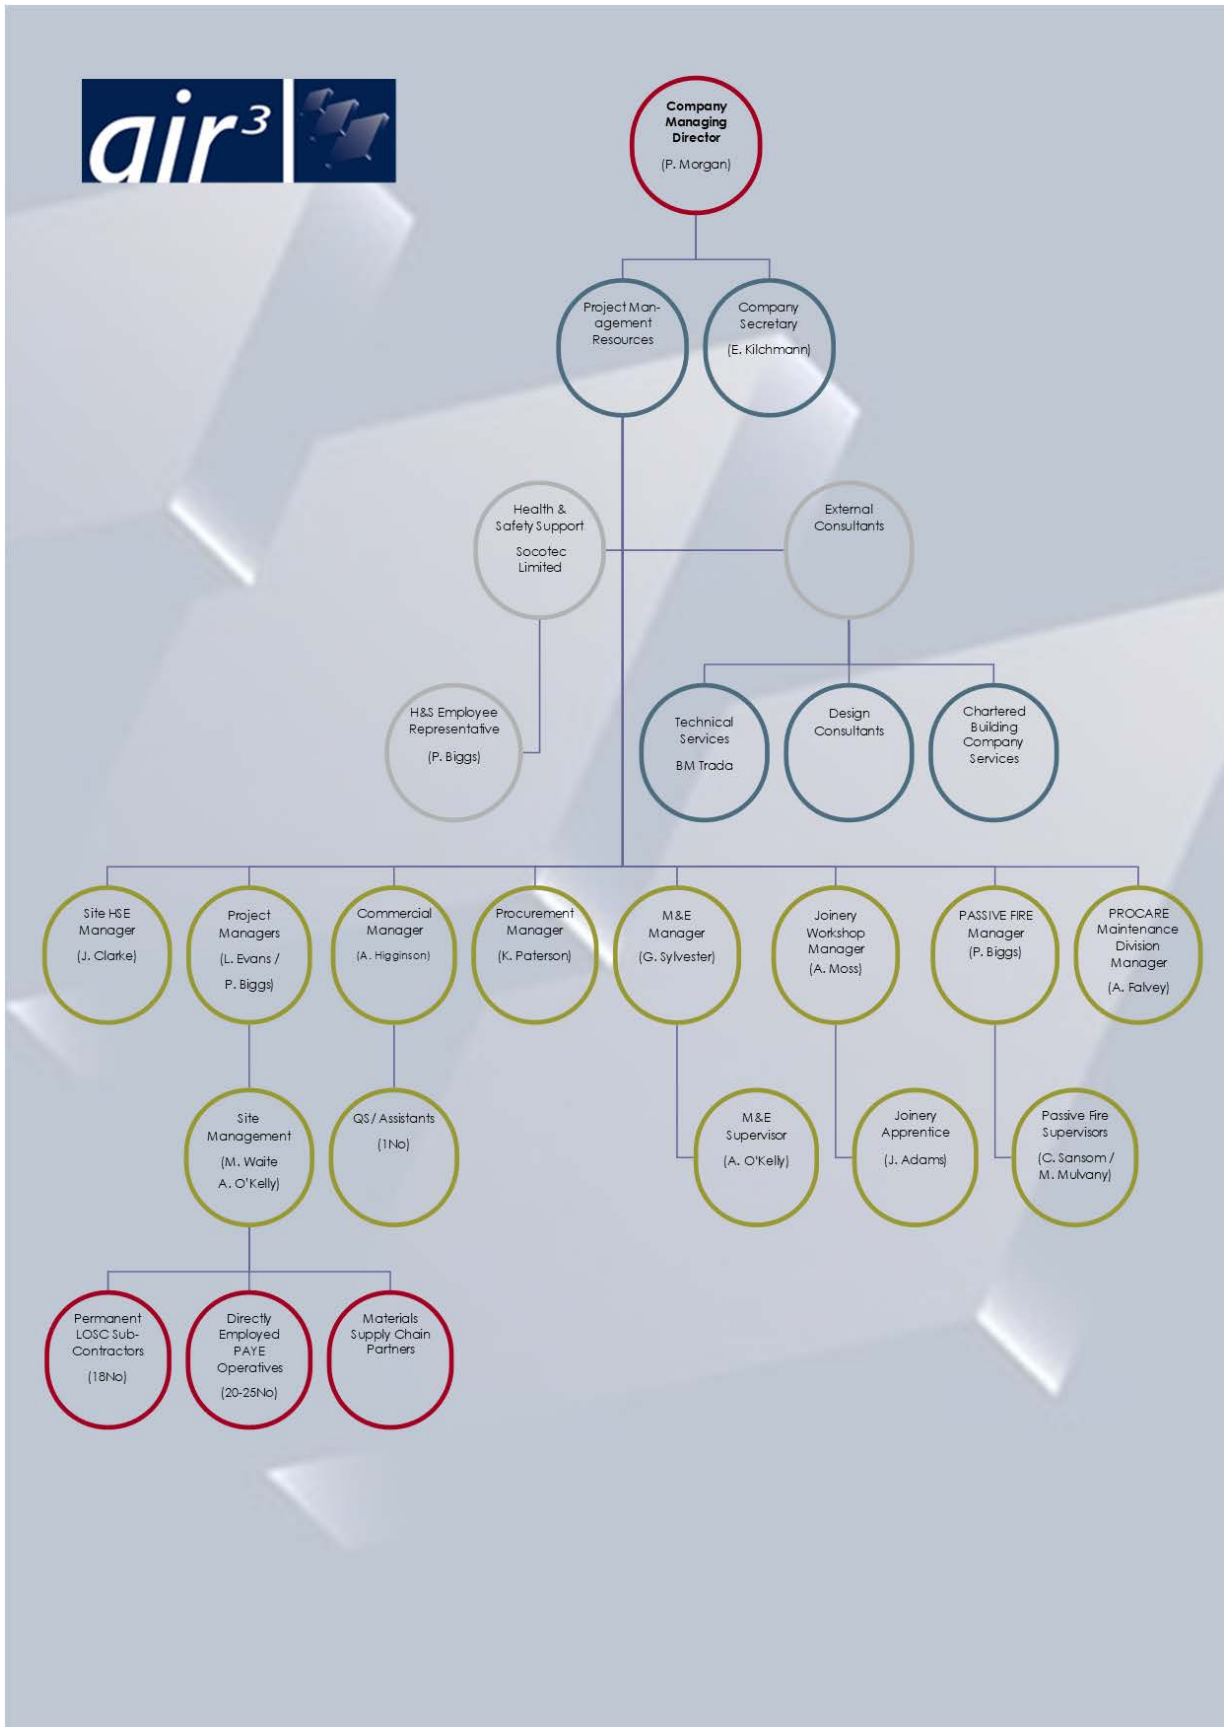 air³
Company
Managing
Director
(P. Morgan)
Project Man-
agement
Resources
Company
Secretary
(E. Kilchmann)
Health &
Safety Support
Socotec
Limited
External
Consultants
H&S Employee
Representative
(P. Biggs)
Technical
Services
BM Trada
Design
Consultants
Chartered
Building
Company
Services
Site HSE
Manager
(J. Clarke)
Project
Managers
(L. Evans /
P. Biggs)
Commercial
Manager
(A. Higginson)
Procurement
Manager
(K. Paterson)
M&E
Manager
(G. Sylvester)
Joinery
Workshop
Manager
(A. Moss)
PASSIVE FIRE
Manager
(P. Biggs)
PROCARE
Maintenance
Division
Manager
(A. Falvey)
Site
Management
(M. Waite
A. O'Kelly)
QS/ Assistants
(1No)
M&E
Supervisor
(A. O'Kelly)
Joinery
Apprentice
(J. Adams)
Passive Fire
Supervisors
(C. Sansom /
M. Mulvany)
Permanent
LOSC Sub-
Contractors
(18No)
Directly
Employed
PAYE
Operatives
(20-25No)
Materials
Supply Chain
Partners